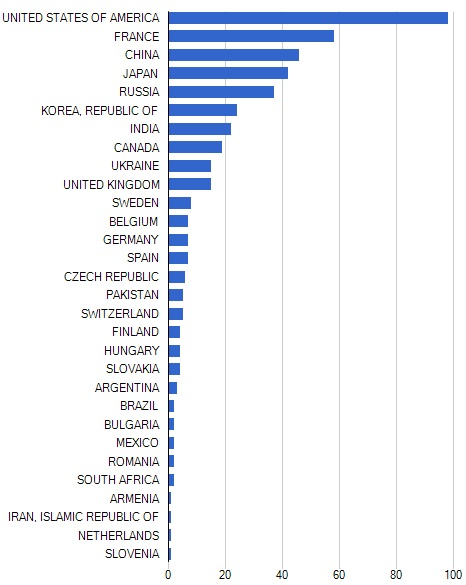 UNITED STATES OF AMERICA
FRANCE
CHINA
JAPAN
RUSSIA
KOREA, REPUBLIC OF
INDIA
CANADA
UKRAINE
UNITED KINGDOM
SWEDEN
BELGIUM
GERMANY
SPAIN
CZECH REPUBLIC
PAKISTAN
SWITZERLAND
FINLAND
HUNGARY
SLOVAKIA
ARGENTINA
BRAZIL
BULGARIA
MEXICO
ROMANIA
SOUTH AFRICA
ARMENIA
IRAN, ISLAMIC REPUBLIC OF
NETHERLANDS
SLOVENIA
0 20 40 60 80 100